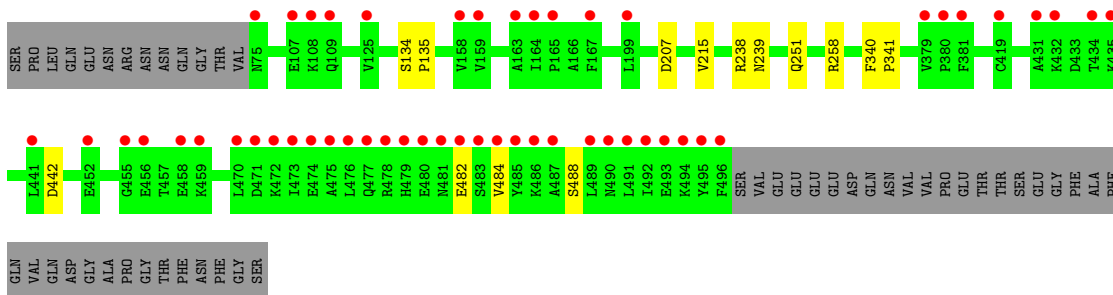 SER PRO LEU GLN GLU ASN ARG ASN ASN GLN GLY THR VAL N75 E107 K108 Q109 V125 S134 P135 V158 V159 A163 I164 P165 A166 F167 L199 D207 V215 R238 N239 Q251 R258 F340 P341 V379 P380 F381 C419 A431 K432 D433 T434 K435
L441 D442 E452 G455 E456 T457 E458 K459 L470 D471 K472 I473 E474 A475 L476 Q477 R478 H479 E480 N481 E482 S483 V484 Y485 K486 A487 S488 L489 N490 L491 I492 E493 K494 Y495 F496 SER VAL GLU GLU GLU GLU ASP GLN ASN VAL VAL PRO GLU THR THR SER GLU GLY PHE ALA PHE
GLN VAL GLN ASP GLY ALA PRO GLY THR PHE ASN PHE GLY SER